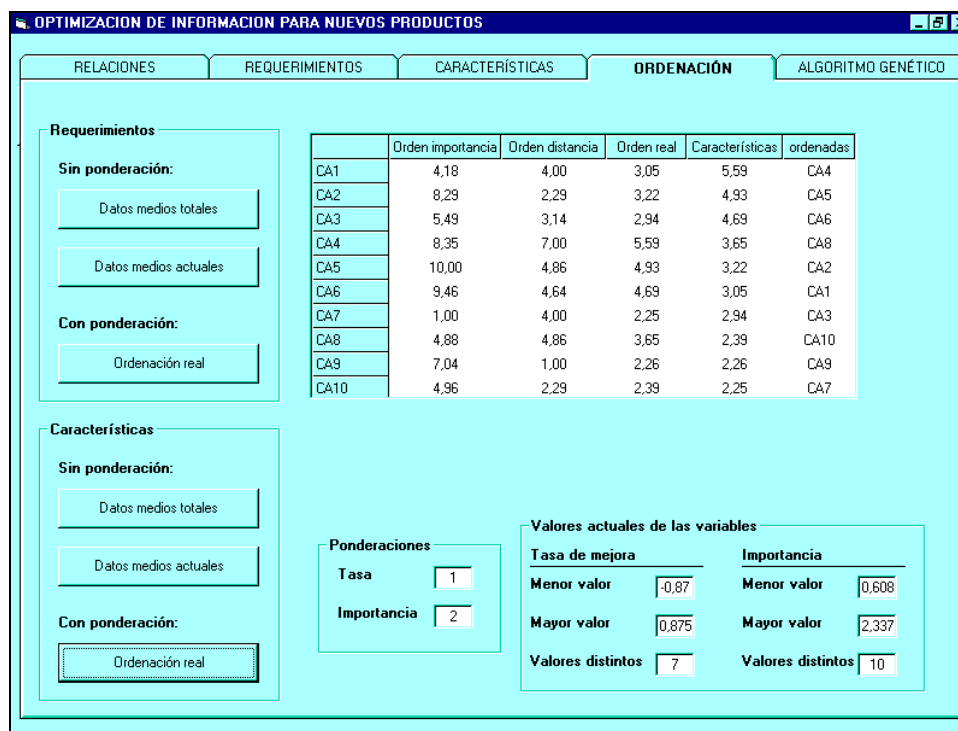 OPTIMIZACION DE INFORMACION PARA NUEVOS PRODUCTOS
RELACIONES REQUERIMIENTOS CARACTERÍSTICAS ORDENACIÓN ALGORITMO GENÉTICO
Requerimientos
Sin ponderación:
Datos medios totales
Datos medios actuales
Con ponderación:
Ordenación real
Orden importancia Orden distancia Orden real Características ordenadas
CA1 4,18 4,00 3,05 5,59 CA4
CA2 8,29 2,29 3,22 4,93 CA5
CA3 5,49 3,14 2,94 4,69 CA6
CA4 8,35 7,00 5,59 3,65 CA8
CA5 10,00 4,86 4,93 3,22 CA2
CA6 9,46 4,64 4,69 3,05 CA1
CA7 1,00 4,00 2,25 2,94 CA3
CA8 4,88 4,86 3,65 2,39 CA10
CA9 7,04 1,00 2,26 2,26 CA9
CA10 4,96 2,29 2,39 2,25 CA7
Características
Sin ponderación:
Datos medios totales
Datos medios actuales
Con ponderación:
Ordenación real
Ponderaciones
Tasa 1
Importancia 2
Valores actuales de las variables
Tasa de mejora Importancia
Menor valor -0,87 Menor valor 0,608
Mayor valor 0,875 Mayor valor 2,337
Valores distintos 7 Valores distintos 10